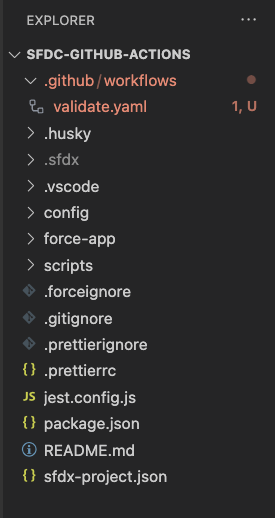 EXPLORER ...
SFDC-GITHUB-ACTIONS
.github/workflows
validate.yaml 1, U
.husky
.sfdx
.vscode
config
force-app
scripts
.forceignore
.gitignore
.prettierignore
{} .prettierrc
JS jest.config.js
{} package.json
README.md
{} sfdx-project.json